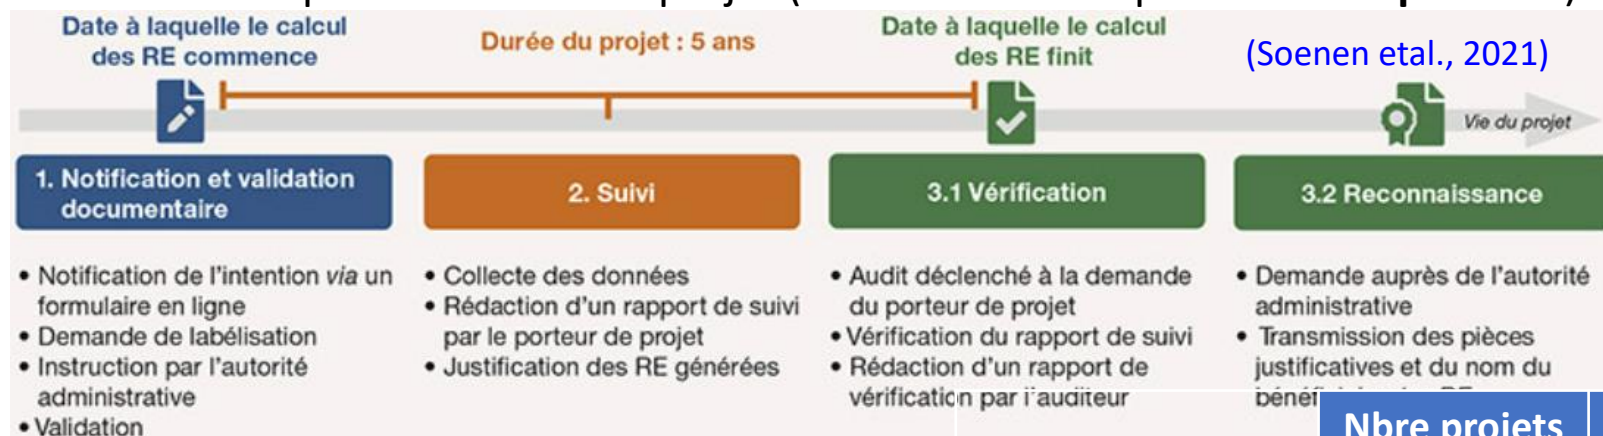 projet (
Date à laquelle le calcul
des RE commence
Durée du projet : 5 ans
Date à laquelle le calcul
des RE finit
(Soenen etal., 2021)
Vie du projet
1. Notification et validation
documentaire
2. Suivi
3.1 Vérification
3.2 Reconnaissance
• Notification de l'intention via un
formulaire en ligne
• Demande de labélisation
• Instruction par l'autorité
administrative
• Validation
• Collecte des données
• Rédaction d'un rapport de suivi
par le porteur de projet
• Justification des RE générées
• Audit déclenché à la demande
du porteur de projet
• Vérification du rapport de suivi
• Rédaction d'un rapport de
vérification par l'auditeur
• Demande auprès de l'autorité
administrative
• Transmission des pièces
justificatives et du nom du
Nbre projets